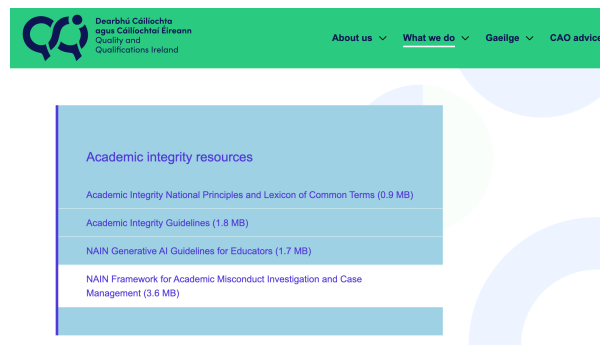 Dearbhú Cáilíochta
agus Cáilíochtaí Éireann
Quality and
Qualifications Ireland
About us
What we do
Gaeilge
CAO advice
Academic integrity resources
Academic Integrity National Principles and Lexicon of Common Terms (0.9 MB)
Academic Integrity Guidelines (1.8 MB)
NAIN Generative AI Guidelines for Educators (1.7 MB)
NAIN Framework for Academic Misconduct Investigation and Case
Management (3.6 MB)